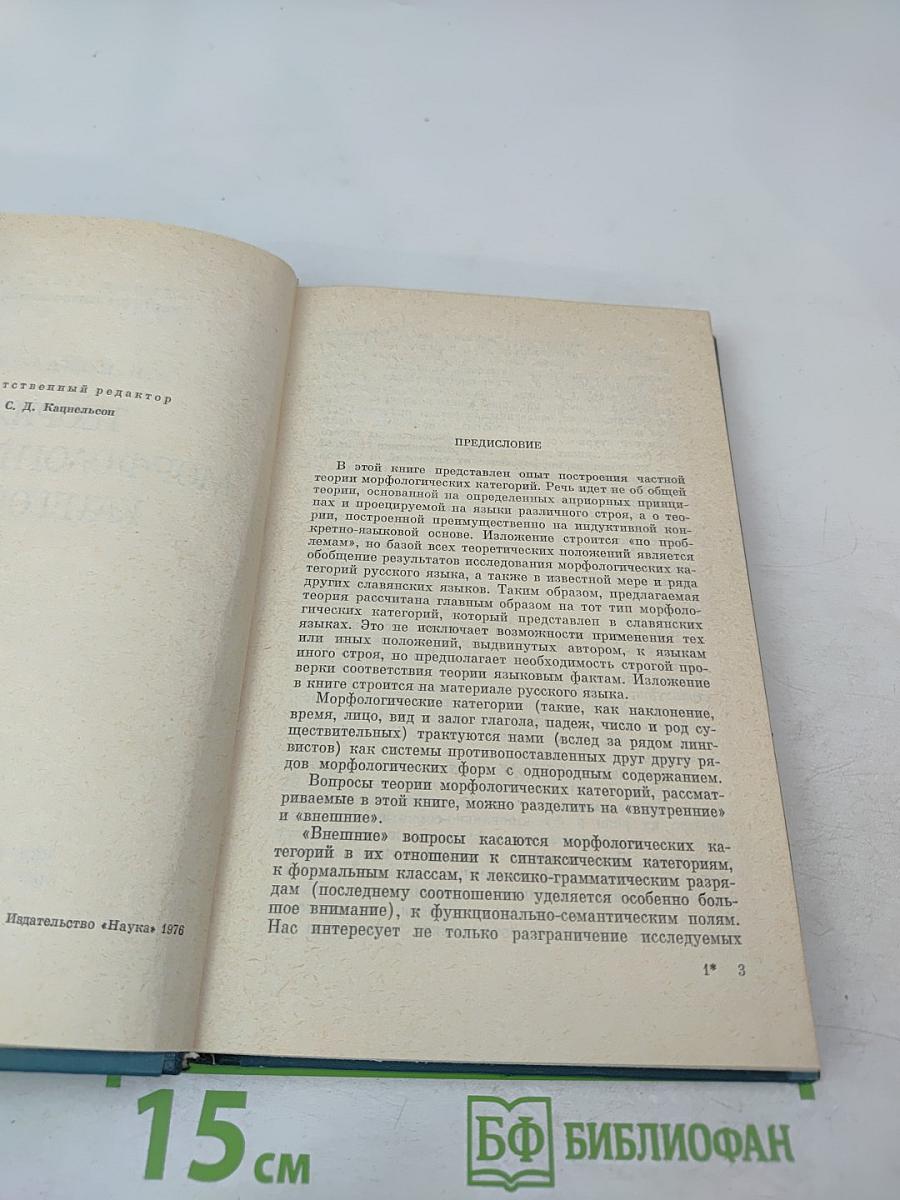 тственный редактор
С. Д. Кацнельсон
Издательство «Наука» 1976
ПРЕДИСЛОВИЕ
В этой книге представлен опыт построения частной
теории морфологических категорий. Речь идет не об общей
теории, основанной на определенных априорных принци-
пах и проецируемой на языки различного строя, а о тео-
рии, построенной преимущественно на индуктивной кон-
кретно-языковой основе. Изложение строится «по проб-
лемам», но базой всех теоретических положений является
обобщение результатов исследования морфологических ка-
тегорий русского языка, а также в известной мере и ряда
других славянских языков. Таким образом, предлагаемая
теория рассчитана главным образом на тот тип морфоло-
гических категорий, который представлен в славянских
языках. Это не исключает возможности применения тех
или иных положений, выдвинутых автором, к языкам
иного строя, но предполагает необходимость строгой про-
верки соответствия теории языковым фактам. Изложение
в книге строится на материале русского языка.
Морфологические категории (такие, как наклонение,
время, лицо, вид и залог глагола, падеж, число и род су-
ществительных) трактуются нами (вслед за рядом линг-
вистов) как системы противопоставленных друг другу ря-
дов морфологических форм с однородным содержанием.
Вопросы теории морфологических категорий, рассмат-
риваемые в этой книге, можно разделить на «внутренние»
и «внешние».
«Внешние» вопросы касаются морфологических ка-
тегорий в их отношении к синтаксическим категориям,
к формальным классам, к лексико-грамматическим разря-
дам (последнему соотношению уделяется особенно боль-
шое внимание), к функционально-семантическим полям.
Нас интересует не только разграничение исследуемых
1* 3
15 см
БФ БИБЛИОФАН